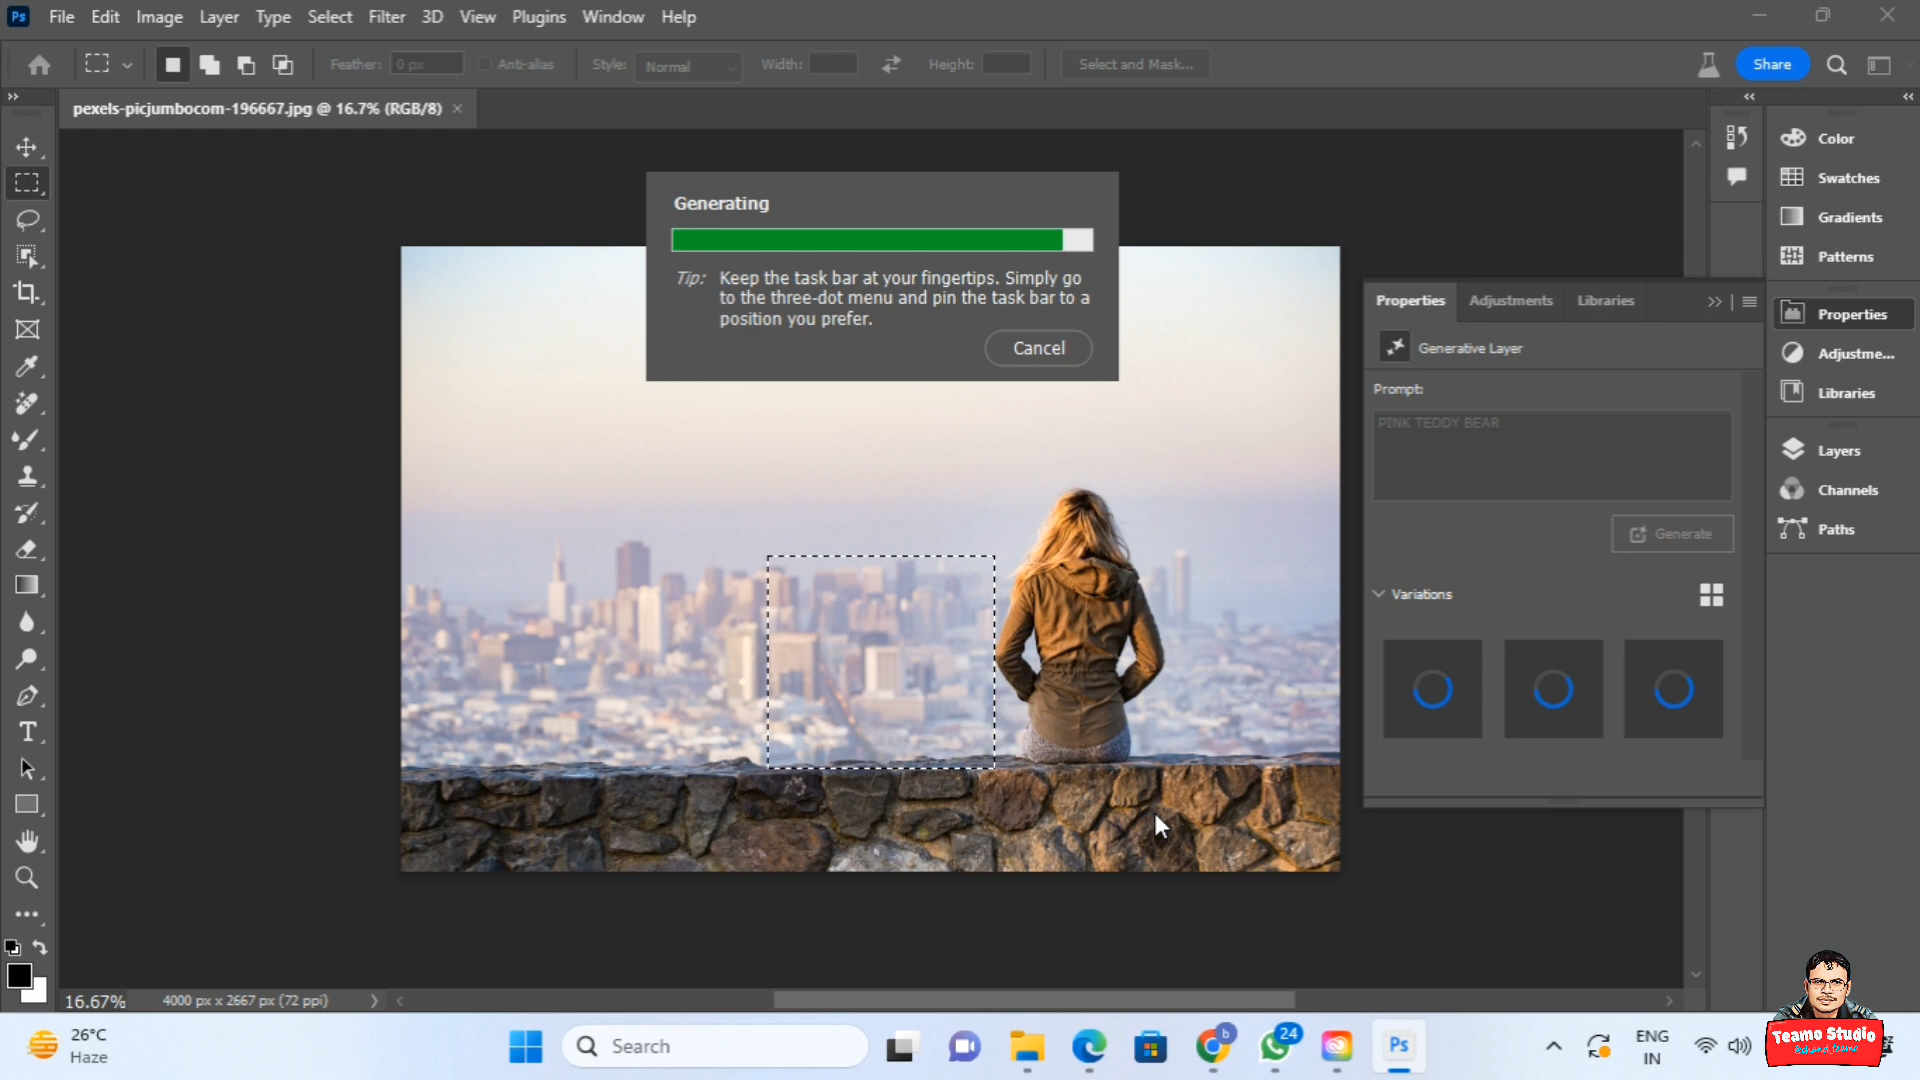 Ps File Edit Image Layer Type Select Filter 3D View Plugins Window Help
Feather: 0 px Anti-alias Style: Normal Width: Height: Select and Mask... Share
pexels-picjumbocom-196667.jpg @ 16.7% (RGB/8)
Generating
Tip: Keep the task bar at your fingertips. Simply go
to the three-dot menu and pin the task bar to a
position you prefer.
Cancel
Properties Adjustments Libraries
Generative Layer
Prompt:
PINK TEDDY BEAR
Generate
Variations
Color
Swatches
Gradients
Patterns
Properties
Adjustme...
Libraries
Layers
Channels
Paths
T
16.67% 4000 px x 2667 px (72 ppi)
26°C
Haze
Search
b
24
Ps
ENG
IN
Teamo Studio
@chand_teamo